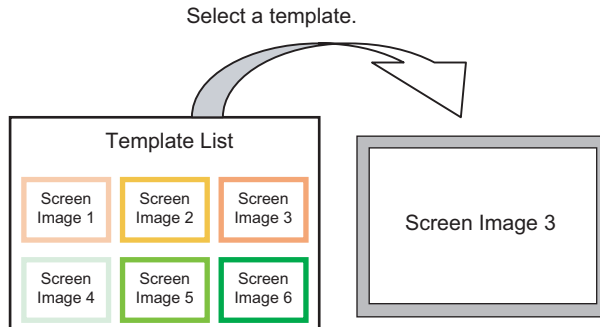 Select a template.
Template List
Screen
Image 1
Screen
Image 2
Screen
Image 3
Screen
Image 4
Screen
Image 5
Screen
Image 6
Screen Image 3